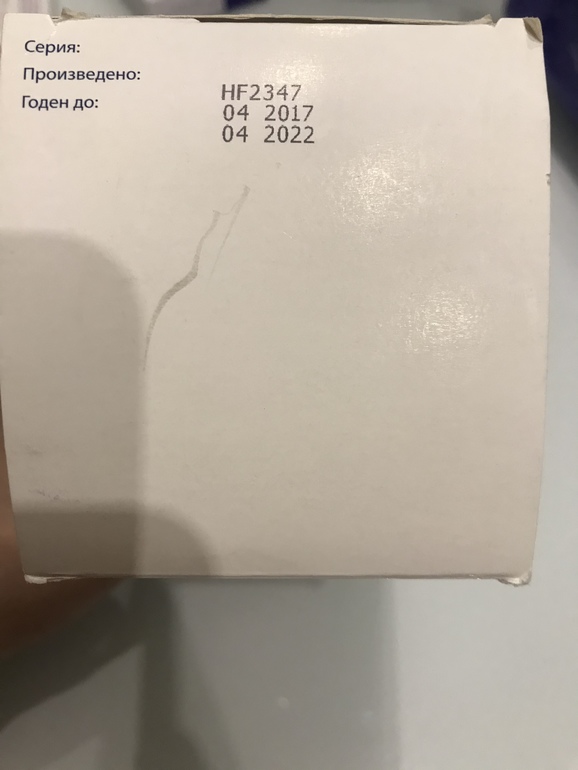 Серия:
Произведено:
Годен до:
HF2347
04 2017
04 2022